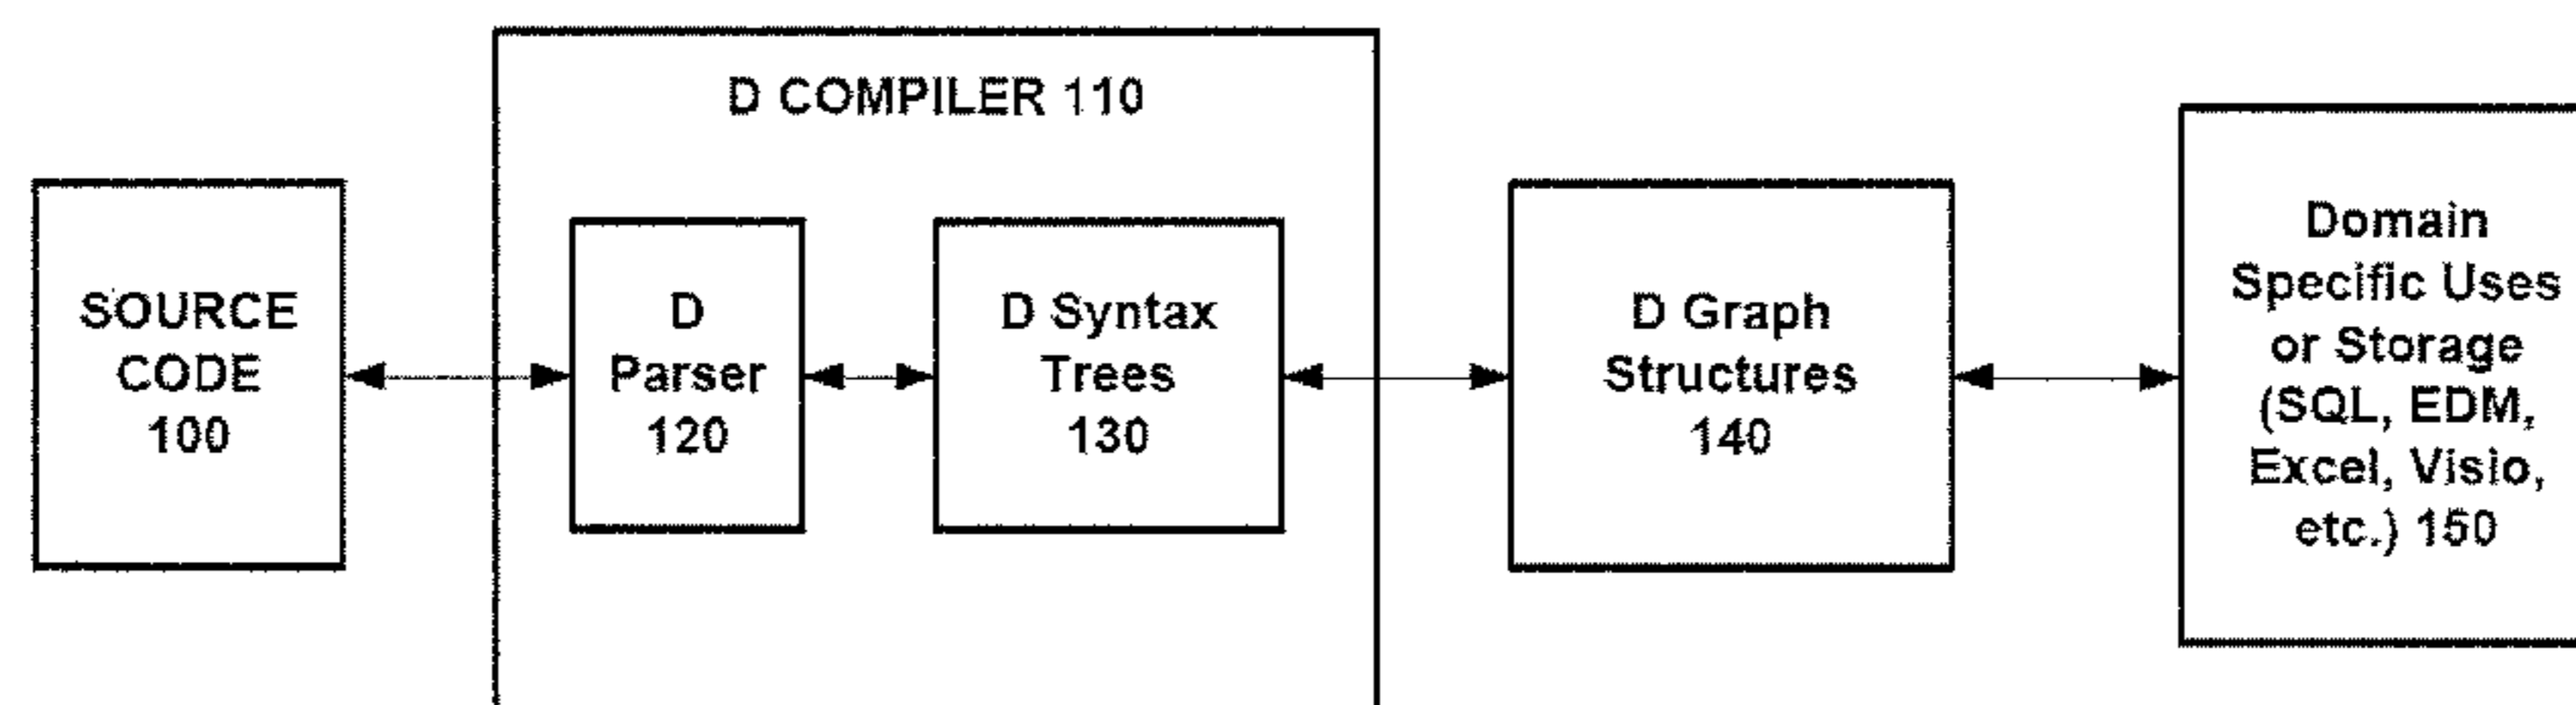 D COMPILER 110
SOURCE
CODE
100
D
Parser
120
D Syntax
Trees
130
D Graph
Structures
140
Domain
Specific Uses
or Storage
(SQL, EDM,
Excel, Visio,
etc.) 150